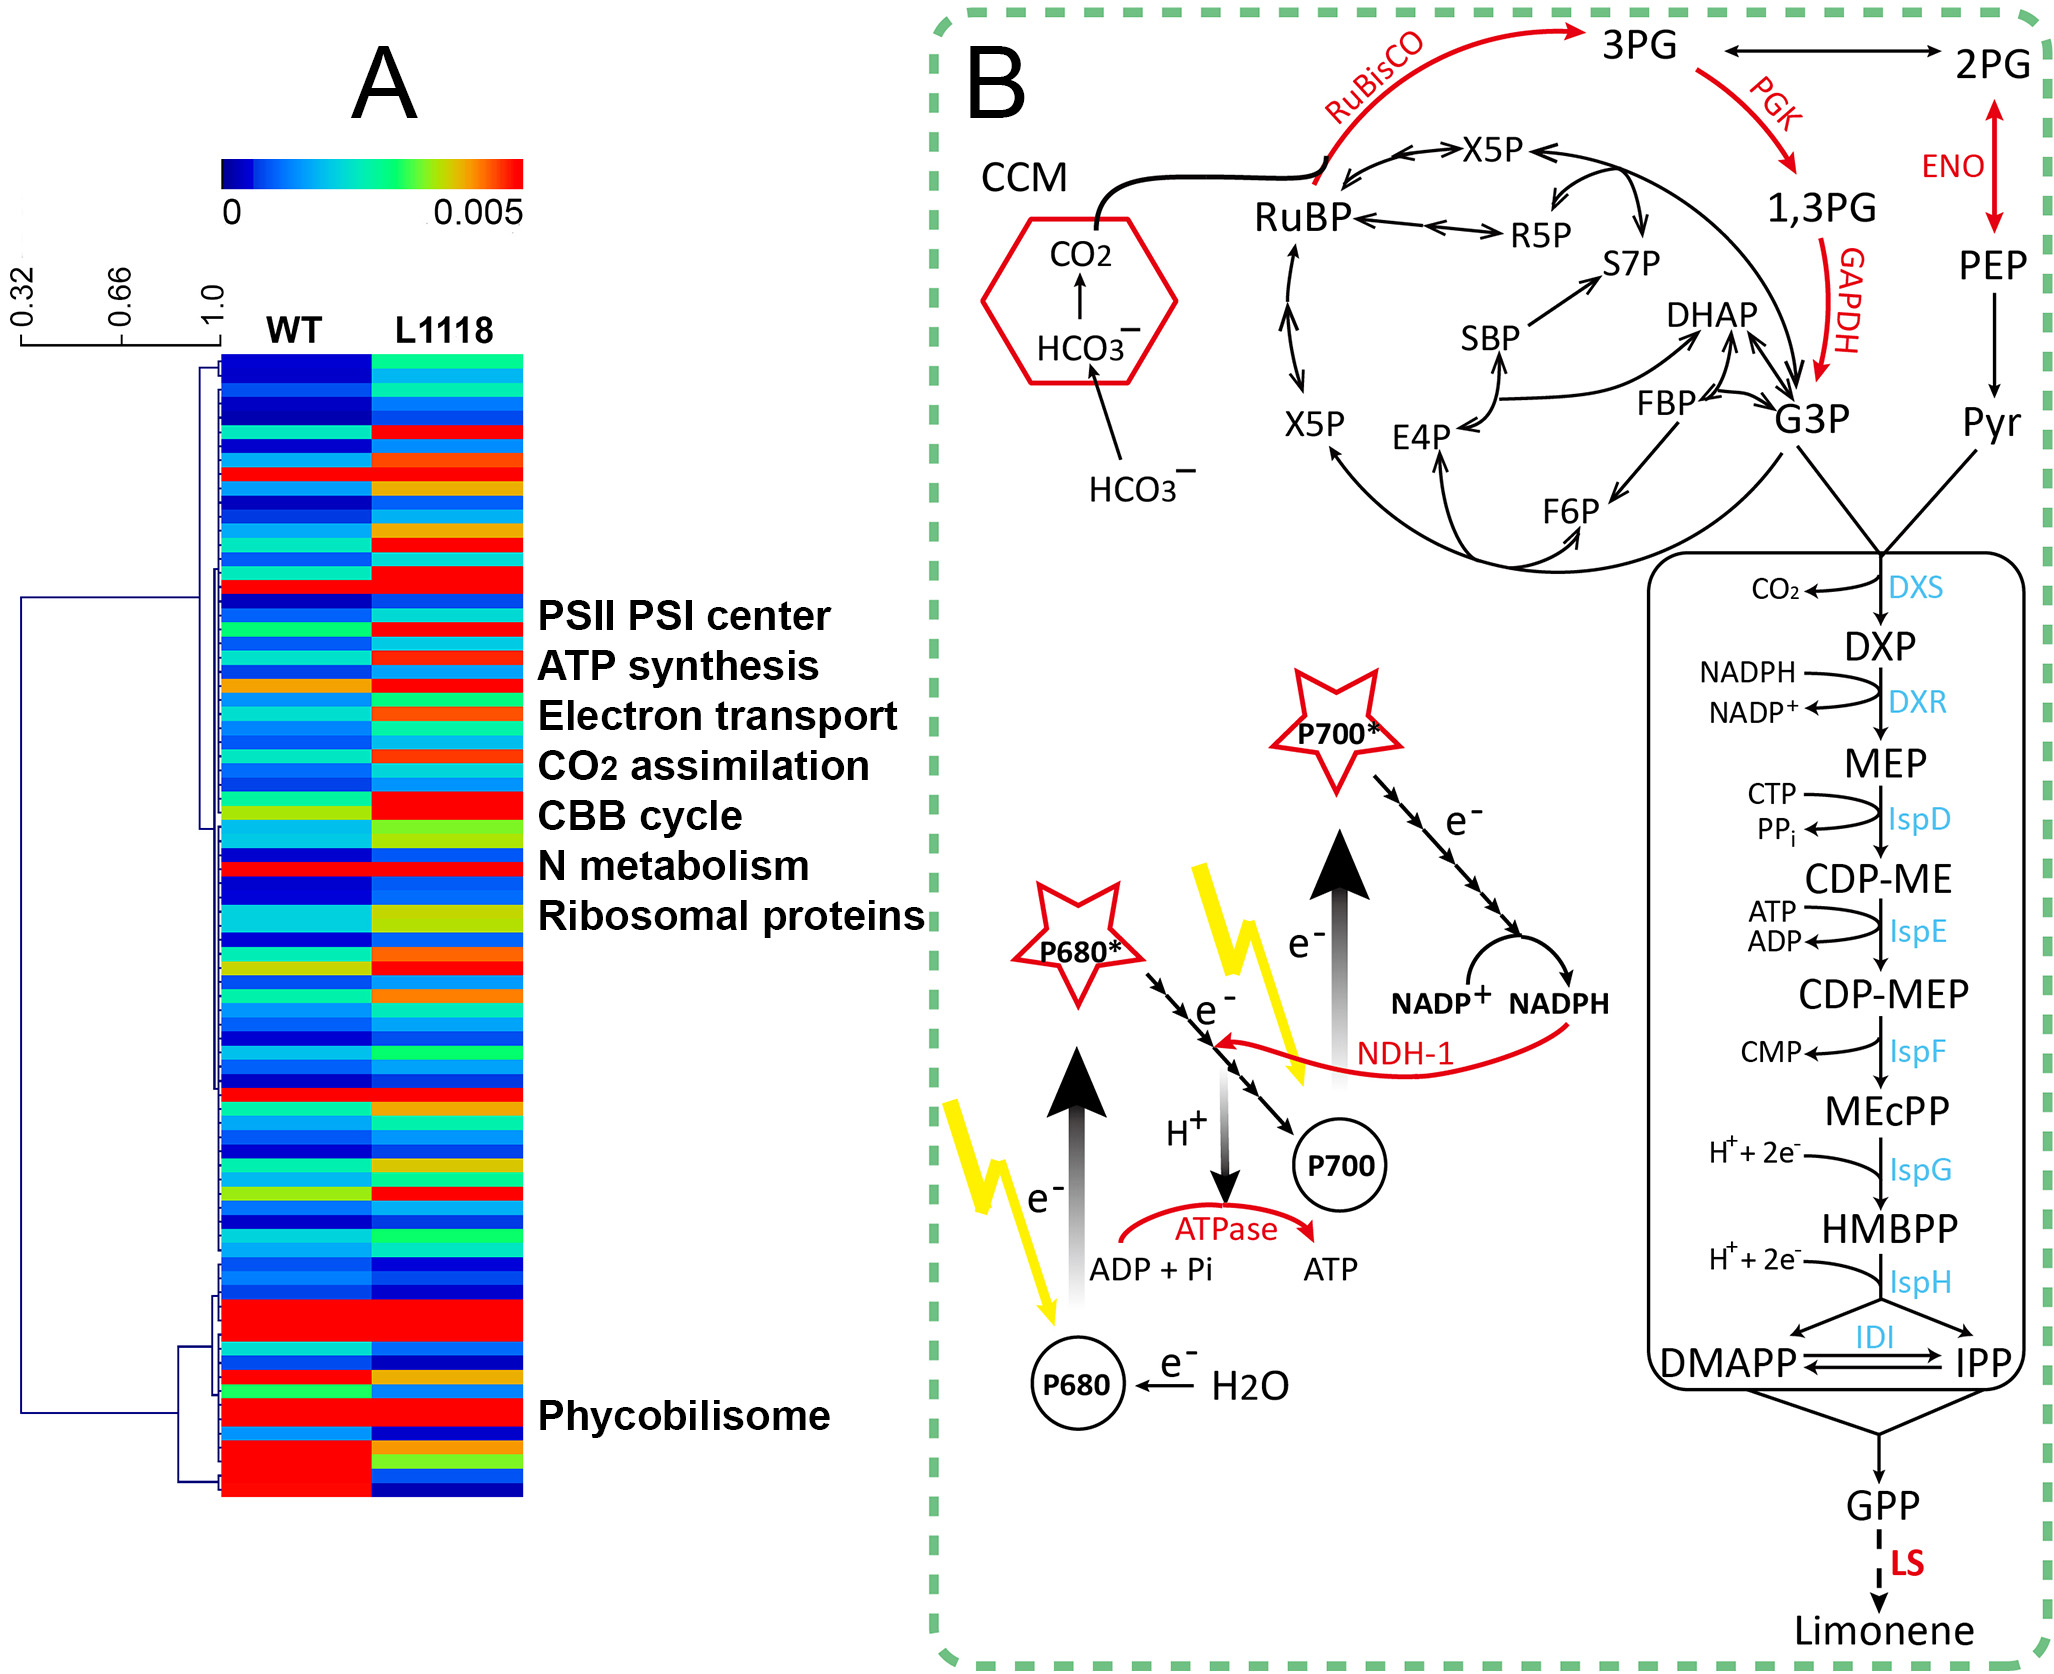 A
0
0.005
0.32
0.66
1.0
WT
L1118
PSII PSI center
ATP synthesis
Electron transport
CO2 assimilation
CBB cycle
N metabolism
Ribosomal proteins
Phycobilisome
B
RuBisCO
3PG
2PG
PGK
ENO
CCM
X5P
RuBP
R5P
1,3PG
CO2
S7P
GAPDH
PEP
HCO3−
SBP
DHAP
FBP
G3P
Pyr
X5P
E4P
HCO3−
F6P
CO2
DXS
DXP
NADPH
NADP+
DXR
MEP
CTP
PPi
IspD
CDP-ME
ATP
ADP
IspE
CDP-MEP
CMP
IspF
MEcPP
H+ + 2e-
IspG
HMBPP
H+ + 2e-
IspH
IDI
DMAPP
IPP
GPP
LS
Limonene
P700*
e-
P680*
e-
e-
NADP+
NADPH
NDH-1
H+
P700
e-
ATPase
ADP + Pi
ATP
P680
e-
H2O